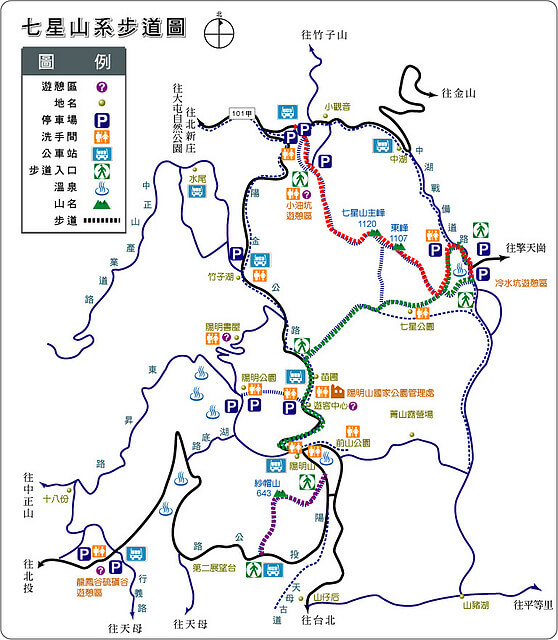 七星山系步道圖
北
圖 例
遊憩區 ?
地名
停車場 P
洗手間
公車站
步道入口
溫泉
山名
步道
往竹子山
往大屯自然公園
往北新庄
101甲
小觀音
往金山
中湖
中湖戰備道路
小油坑
遊憩區
七星山主峰
1120
東峰
1107
往擎天崗
冷水坑遊憩區
七星公園
水尾
中正山產業道路
竹子湖
陽金公路
陽明書屋
陽明公園
苗圃
陽明山國家公園管理處
遊客中心
菁山露營場
前山公園
陽明山
東昇路
湖底路
紗帽山
643
陽投公路
第二展望台
天母古道
山仔后
往台北
山豬湖
往平等里
往中正山
十八份
往北投
龍鳳谷硫磺谷
遊憩區
行義路
往天母
往天母